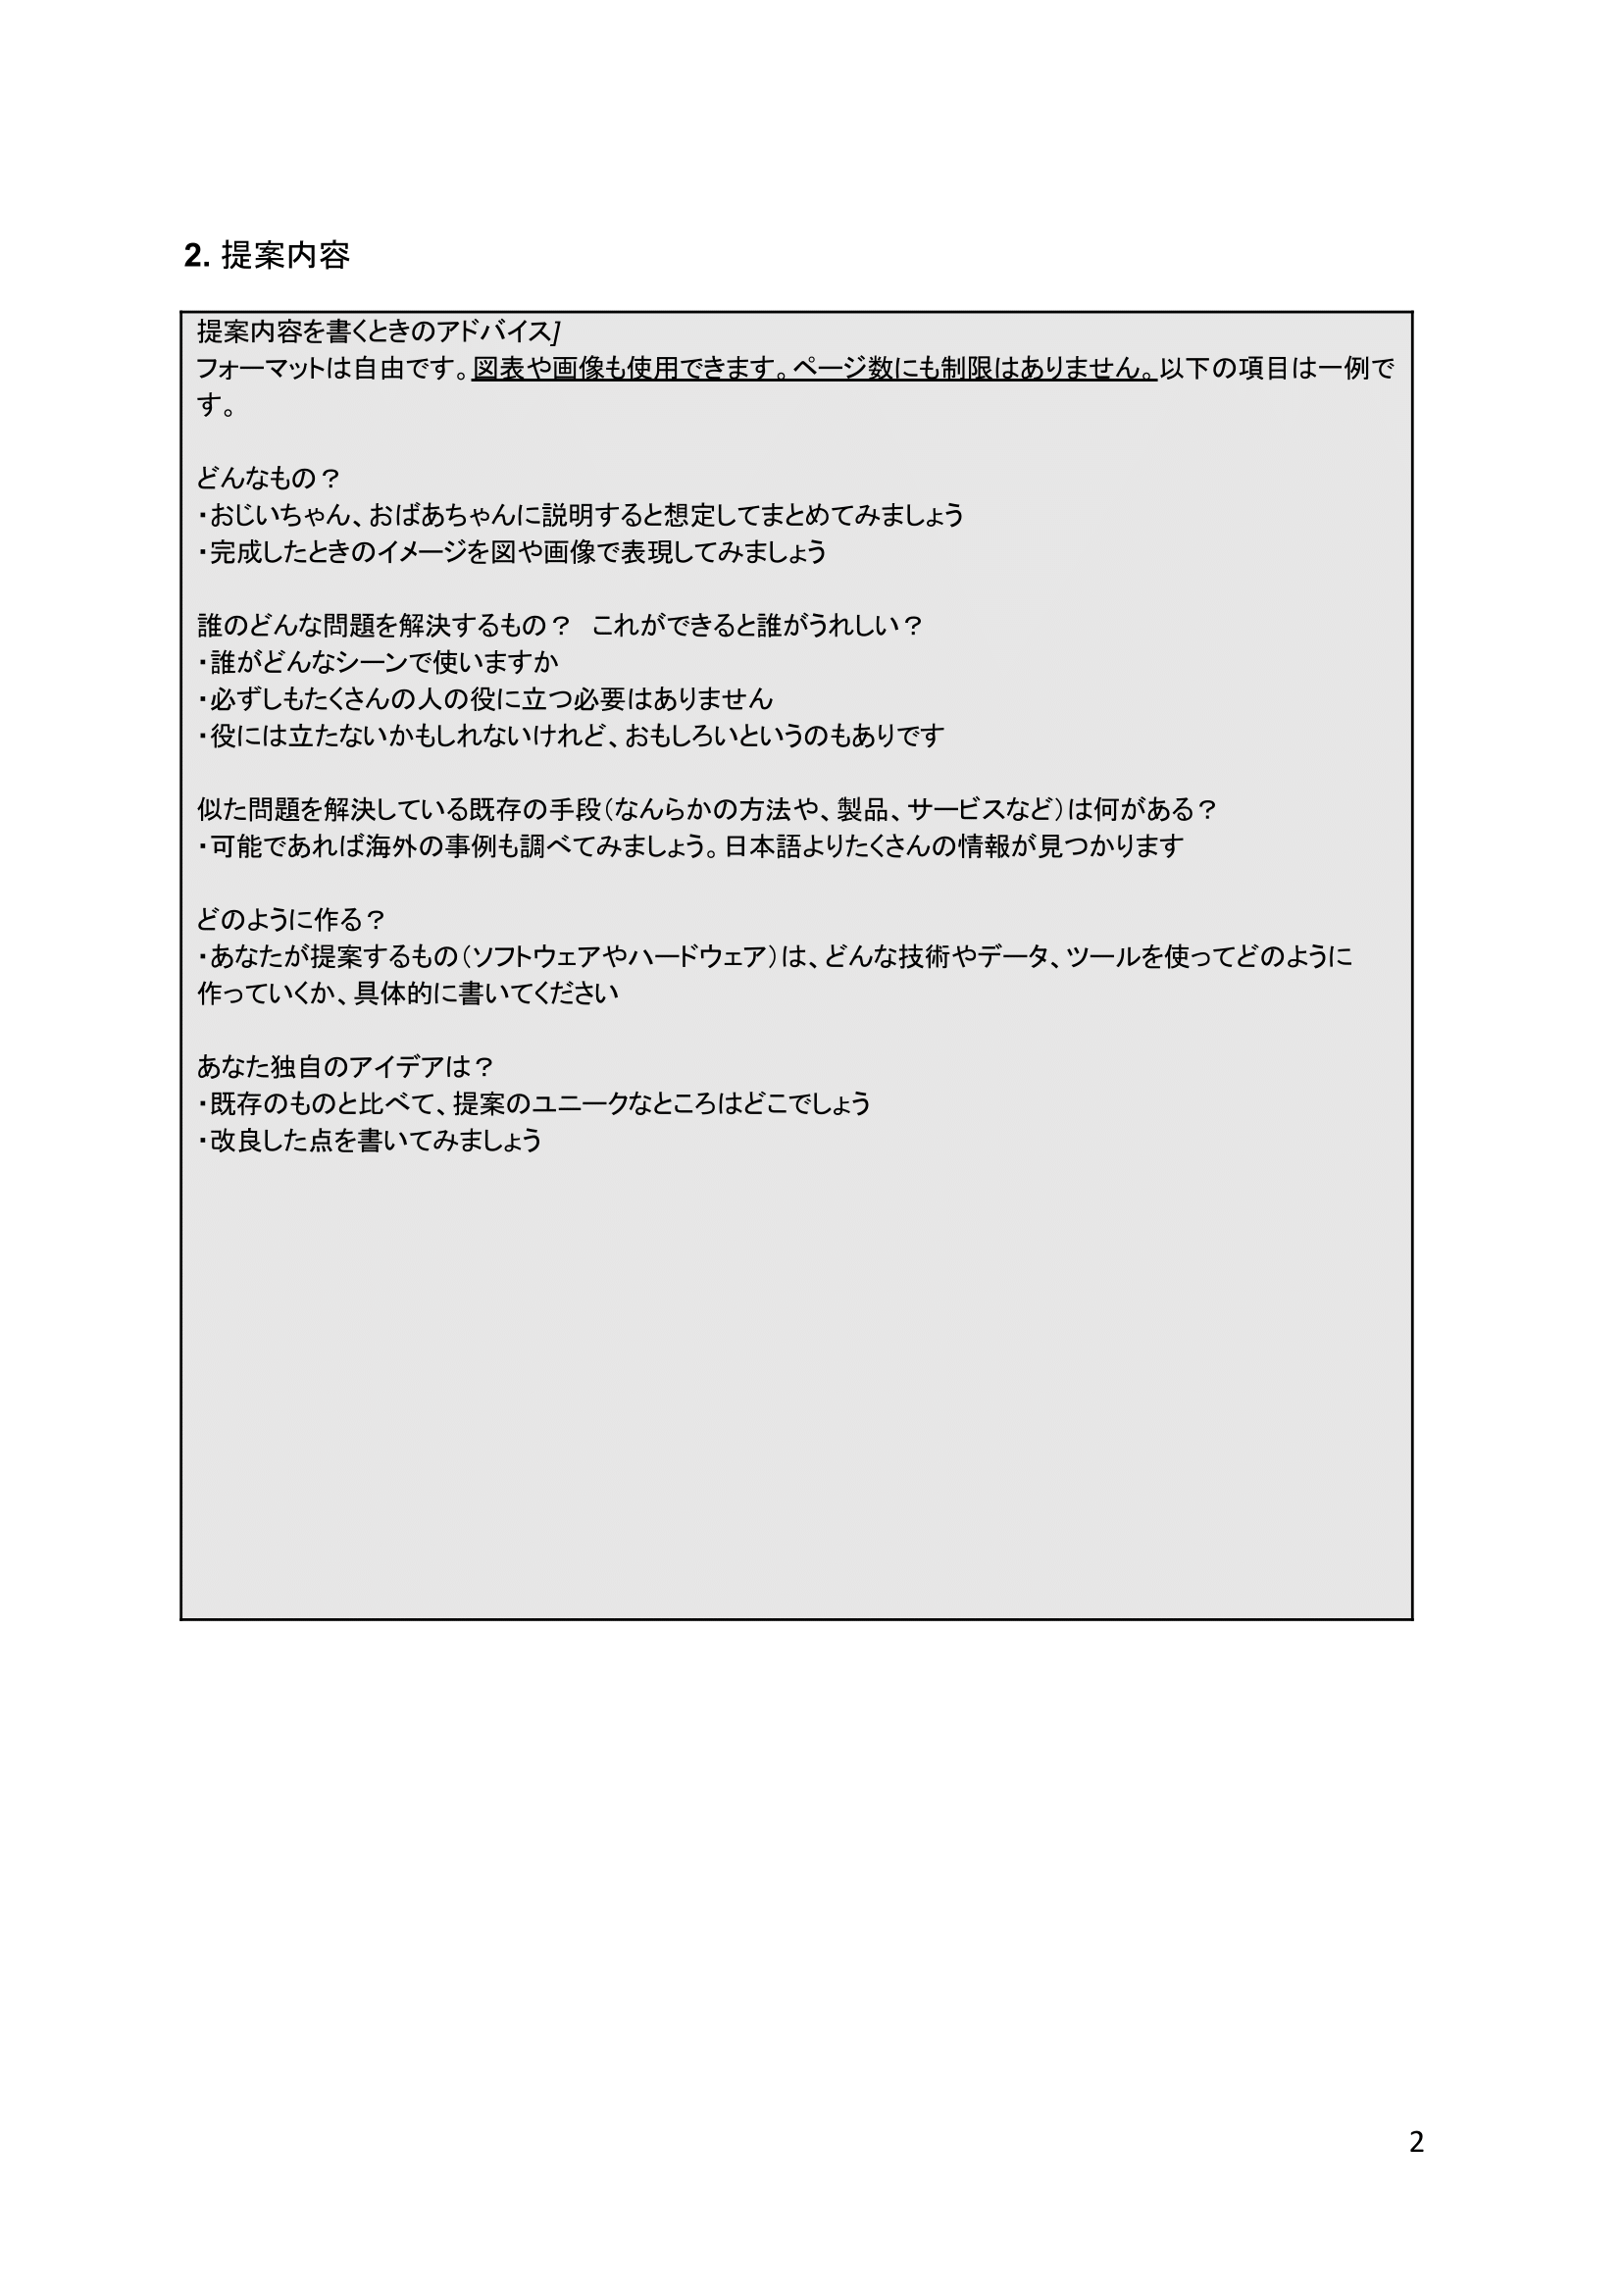 2. 提案内容
提案内容を書くときのアドバイス]
フォーマットは自由です。図表や画像も使用できます。ページ数にも制限はありません。以下の項目は一例で
す。
どんなもの？
・おじいちゃん、おばあちゃんに説明すると想定してまとめてみましょう
・完成したときのイメージを図や画像で表現してみましょう
誰のどんな問題を解決するもの？　これができると誰がうれしい？
・誰がどんなシーンで使いますか
・必ずしもたくさんの人の役に立つ必要はありません
・役には立たないかもしれないけれど、おもしろいというのもありです
似た問題を解決している既存の手段（なんらかの方法や、製品、サービスなど）は何がある？
・可能であれば海外の事例も調べてみましょう。日本語よりたくさんの情報が見つかります
どのように作る？
・あなたが提案するもの（ソフトウェアやハードウェア）は、どんな技術やデータ、ツールを使ってどのように
作っていくか、具体的に書いてください
あなた独自のアイデアは？
・既存のものと比べて、提案のユニークなところはどこでしょう
・改良した点を書いてみましょう
2